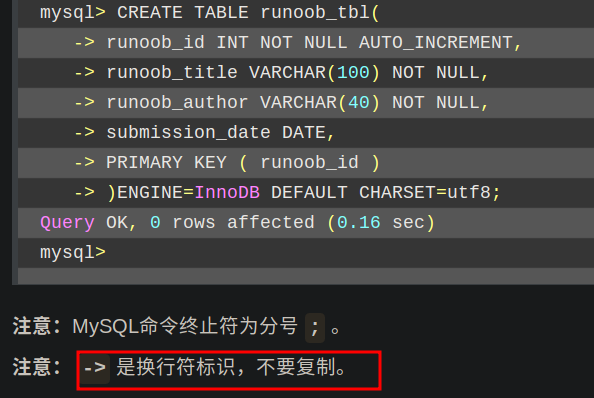 mysql> CREATE TABLE runoob_tbl(
-> runoob_id INT NOT NULL AUTO_INCREMENT,
-> runoob_title VARCHAR(100) NOT NULL,
-> runoob_author VARCHAR(40) NOT NULL,
-> submission_date DATE,
-> PRIMARY KEY ( runoob_id )
-> )ENGINE=InnoDB DEFAULT CHARSET=utf8;
Query OK, 0 rows affected (0.16 sec)
mysql>
注意：MySQL命令终止符为分号 ; 。
注意： -> 是换行符标识，不要复制。